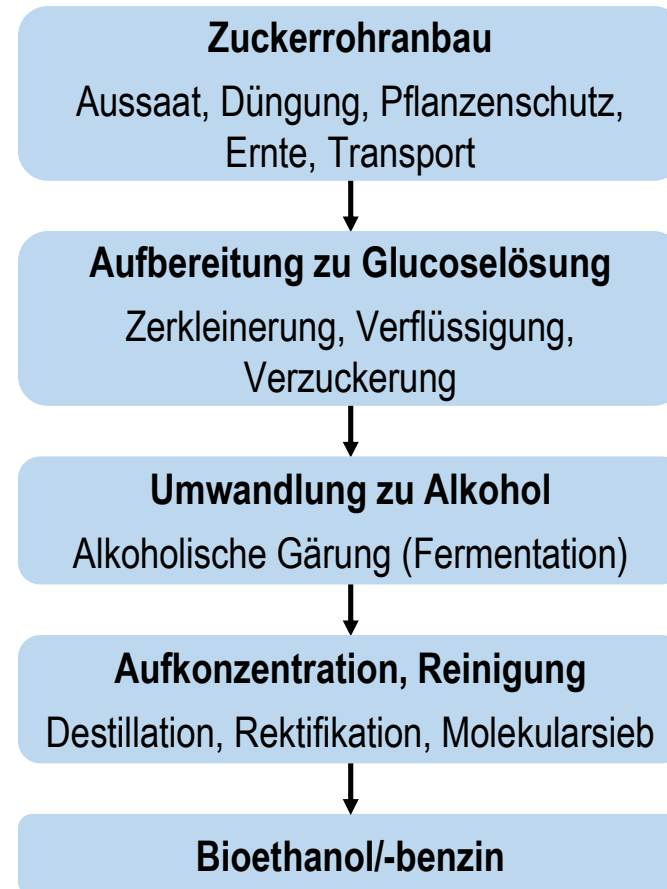 Zuckerrohranbau
Aussaat, Düngung, Pflanzenschutz,
Ernte, Transport
Aufbereitung zu Glucoselösung
Zerkleinerung, Verflüssigung,
Verzuckerung
Umwandlung zu Alkohol
Alkoholische Gärung (Fermentation)
Aufkonzentration, Reinigung
Destillation, Rektifikation, Molekularsieb
Bioethanol/-benzin